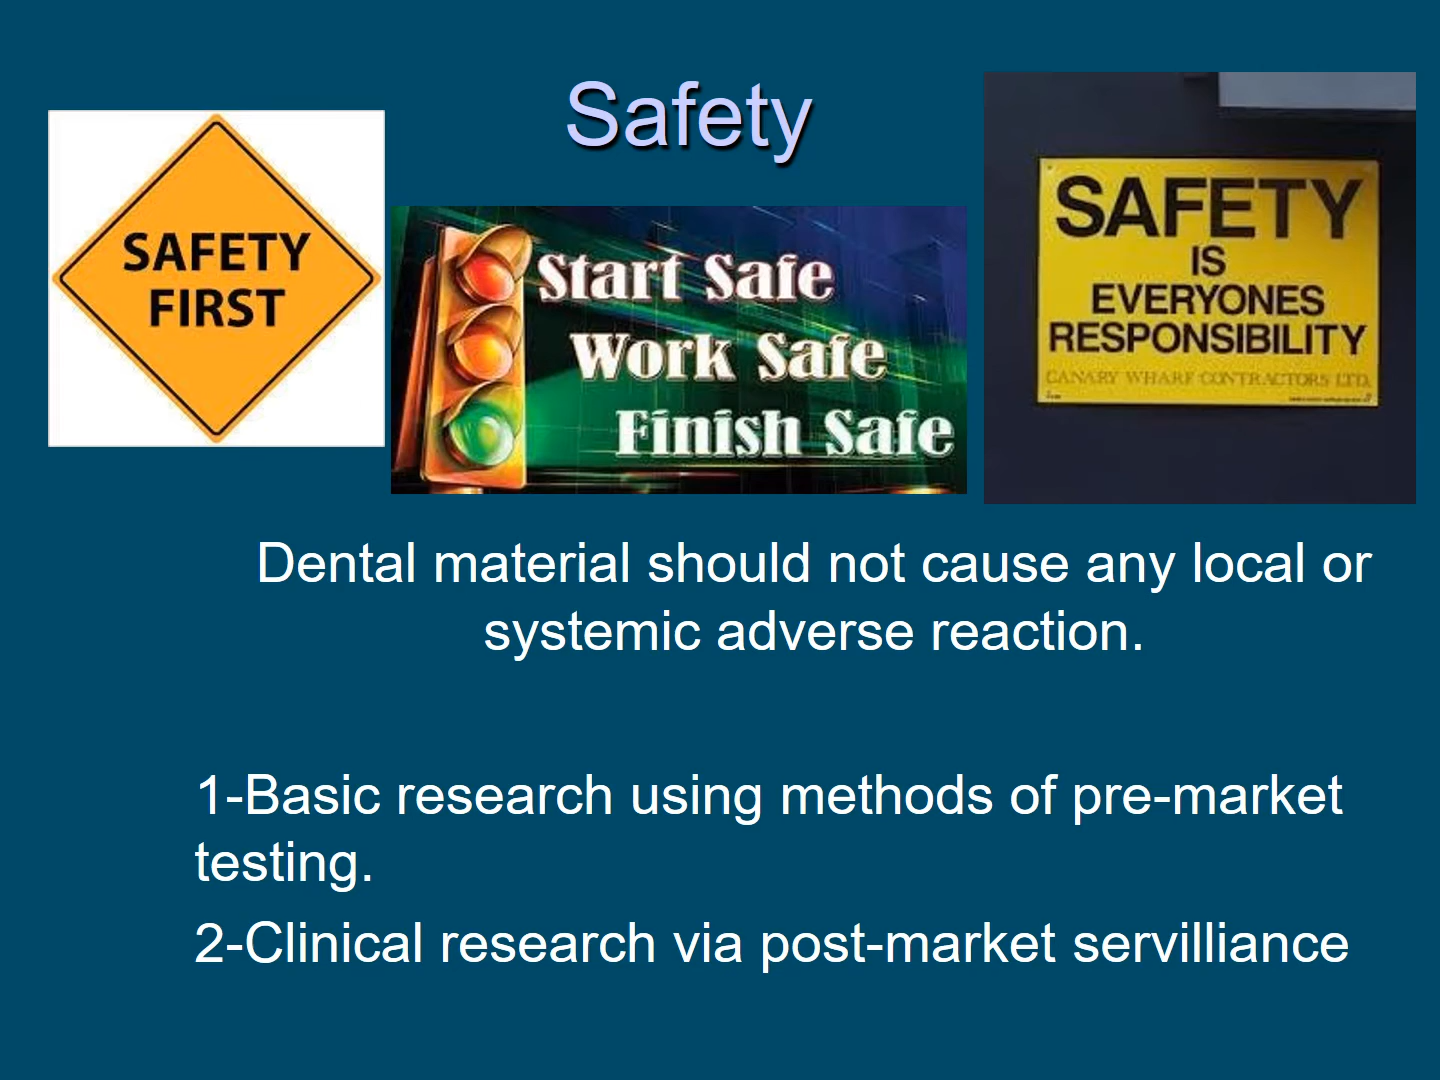 Safety
SAFETY
FIRST
Start Safe
Work Safe
Finish Safe
SAFETY
IS
EVERYONES
RESPONSIBILITY
CANARY WHARF CONTRACTORS LTD.
Dental material should not cause any local or
systemic adverse reaction.
1-Basic research using methods of pre-market
testing.
2-Clinical research via post-market servilliance